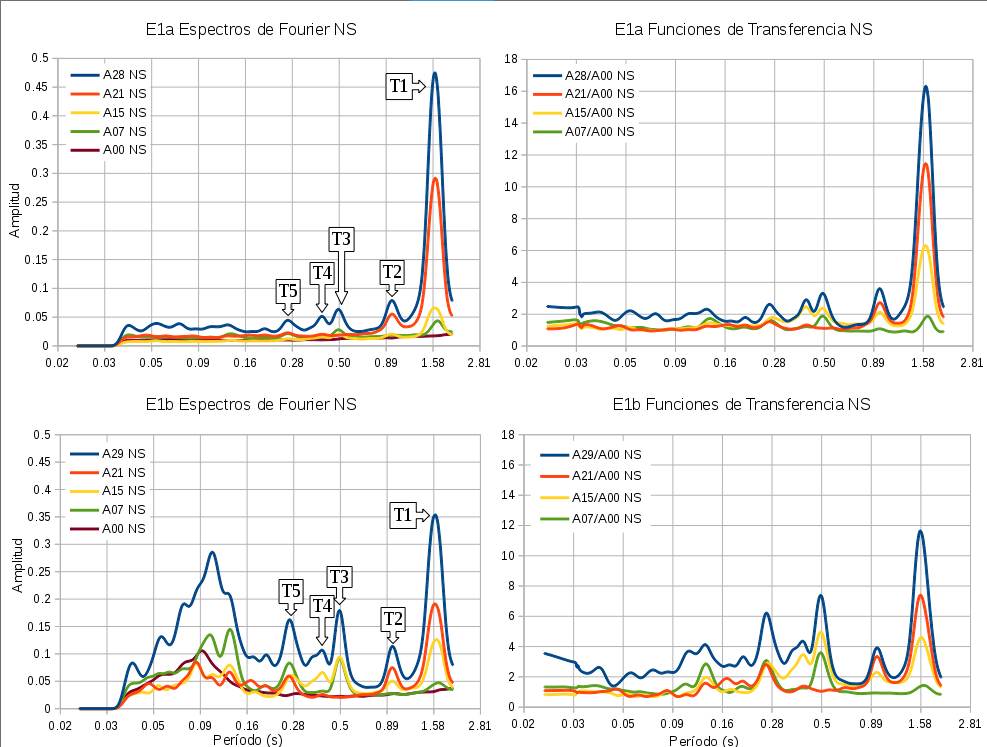 E1a Espectros de Fourier NS
0.5
0.45
0.4
0.35
0.3
0.25
0.2
0.15
0.1
0.05
0
Amplitud
A28 NS
A21 NS
A15 NS
A07 NS
A00 NS
T1
T3
T4
T2
T5
0.02 0.03 0.05 0.09 0.16 0.28 0.50 0.89 1.58 2.81
E1a Funciones de Transferencia NS
18
16
14
12
10
8
6
4
2
0
A28/A00 NS
A21/A00 NS
A15/A00 NS
A07/A00 NS
0.02 0.03 0.05 0.09 0.16 0.28 0.50 0.89 1.58 2.81
E1b Espectros de Fourier NS
0.5
0.45
0.4
0.35
0.3
0.25
0.2
0.15
0.1
0.05
0
Amplitud
A29 NS
A21 NS
A15 NS
A07 NS
A00 NS
T1
T3
T5
T4
T2
0.02 0.03 0.05 0.09 0.16 0.28 0.5 0.89 1.58 2.81
Período (s)
E1b Funciones de Transferencia NS
18
16
14
12
10
8
6
4
2
0
A29/A00 NS
A21/A00 NS
A15/A00 NS
A07/A00 NS
0.02 0.03 0.05 0.09 0.16 0.28 0.5 0.89 1.58 2.81
Período (s)